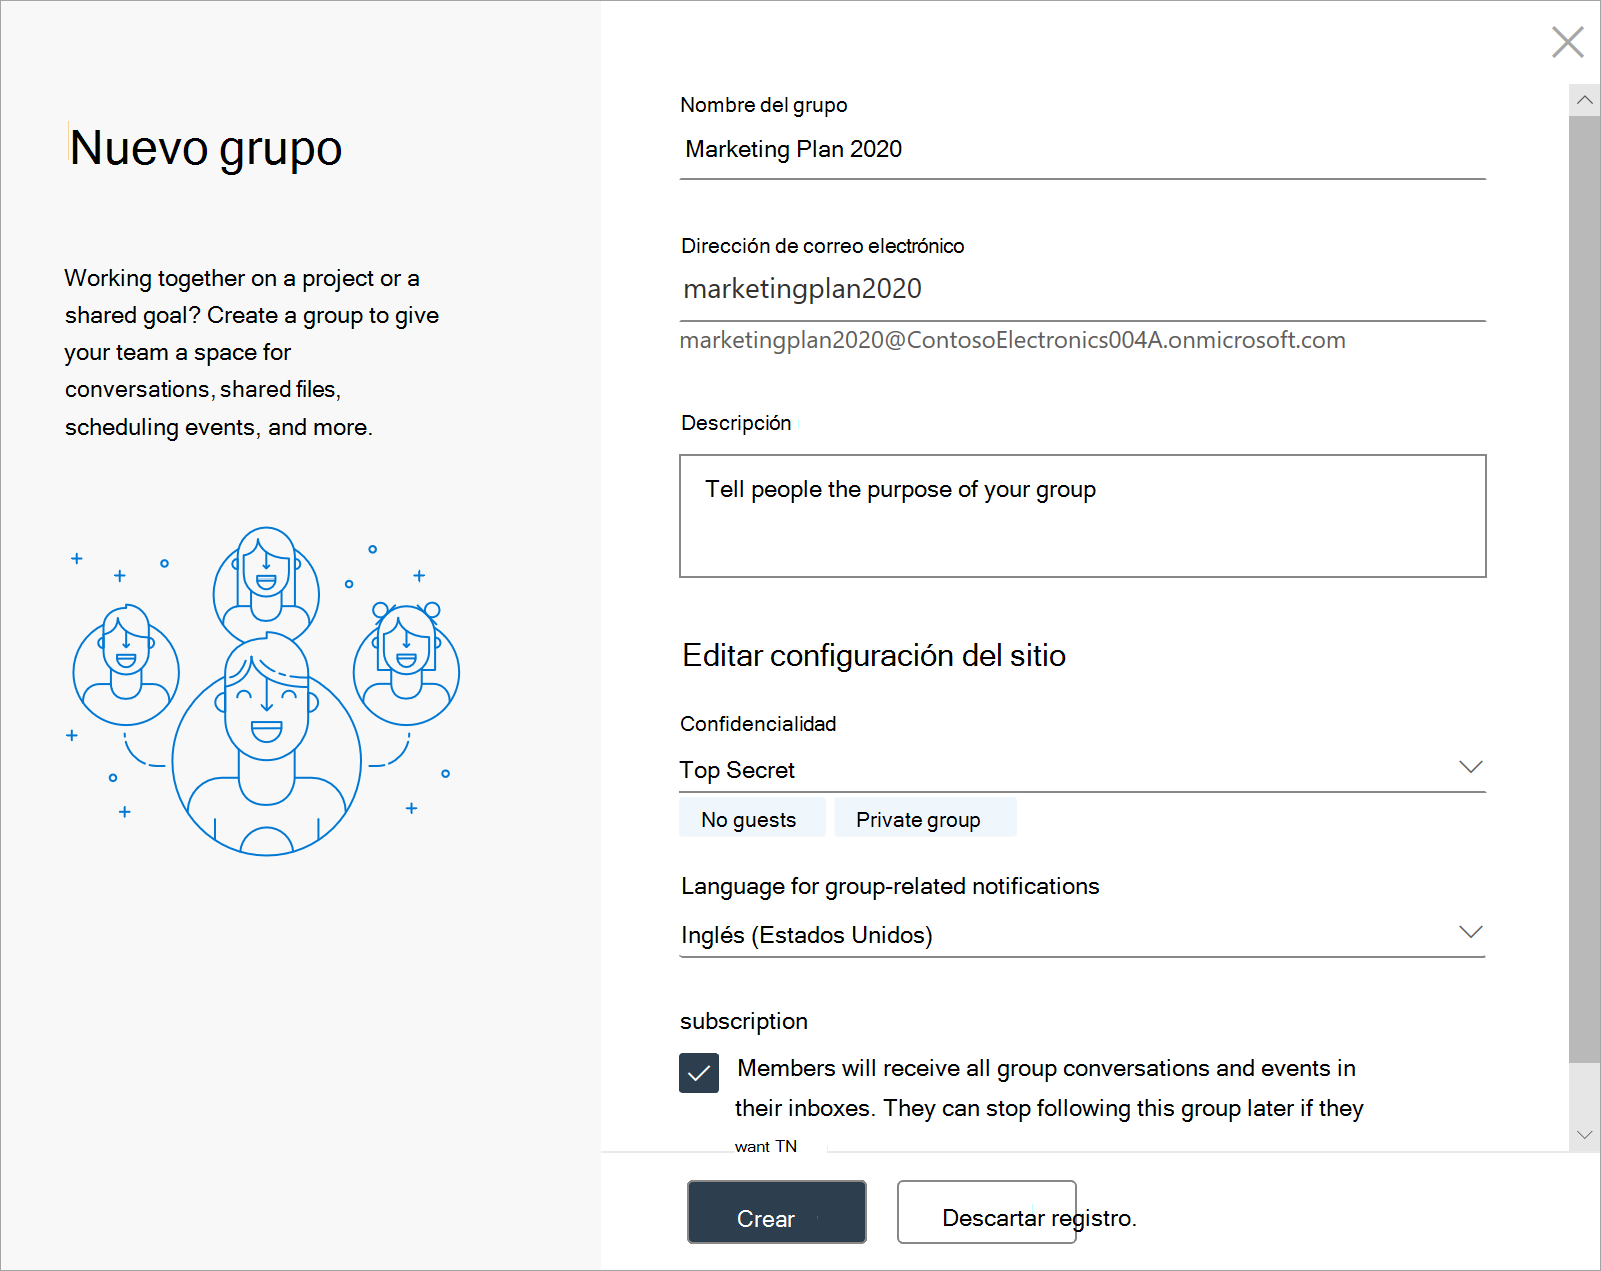 Nuevo grupo
Working together on a project or a
shared goal? Create a group to give
your team a space for
conversations, shared files,
scheduling events, and more.
Nombre del grupo
Marketing Plan 2020
Dirección de correo electrónico
marketingplan2020
marketingplan2020@ContosoElectronics004A.onmicrosoft.com
Descripción
Tell people the purpose of your group
Editar configuración del sitio
Confidencialidad
Top Secret
No guests Private group
Language for group-related notifications
Inglés (Estados Unidos)
subscription
Members will receive all group conversations and events in
their inboxes. They can stop following this group later if they
want TN
Crear Descartar registro.